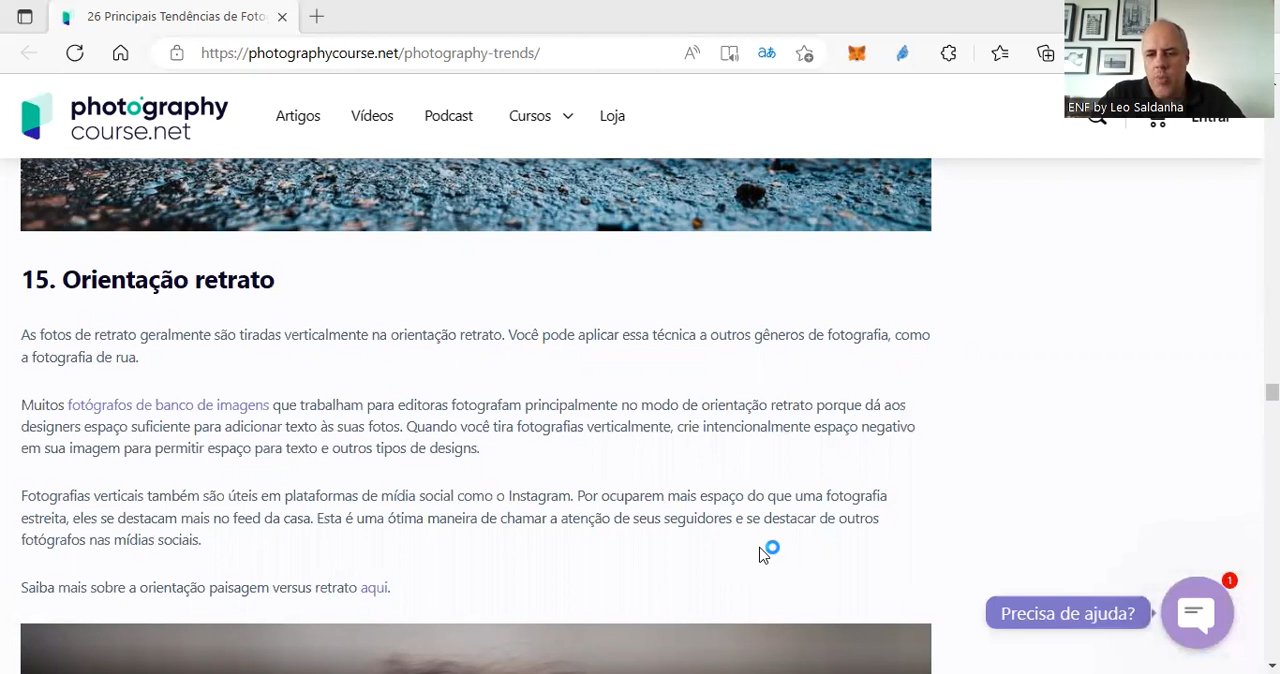 26 Principais Tendências de Foto
https://photographycourse.net/photography-trends/
ENF by Leo Saldanha
photography
course.net
Artigos
Vídeos
Podcast
Cursos
Loja
Entrar
15. Orientação retrato
As fotos de retrato geralmente são tiradas verticalmente na orientação retrato. Você pode aplicar essa técnica a outros gêneros de fotografia, como
a fotografia de rua.
Muitos fotógrafos de banco de imagens que trabalham para editoras fotografam principalmente no modo de orientação retrato porque dá aos
designers espaço suficiente para adicionar texto às suas fotos. Quando você tira fotografias verticalmente, crie intencionalmente espaço negativo
em sua imagem para permitir espaço para texto e outros tipos de designs.
Fotografias verticais também são úteis em plataformas de mídia social como o Instagram. Por ocuparem mais espaço do que uma fotografia
estreita, eles se destacam mais no feed da casa. Esta é uma ótima maneira de chamar a atenção de seus seguidores e se destacar de outros
fotógrafos nas mídias sociais.
Saiba mais sobre a orientação paisagem versus retrato aqui.
Precisa de ajuda?
1